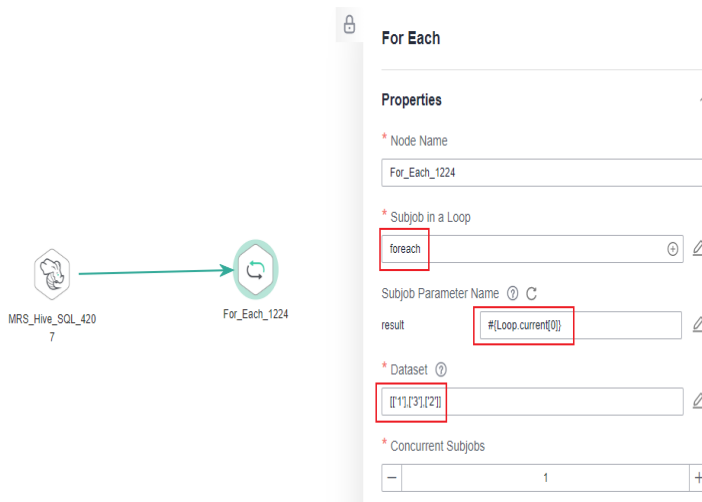 For Each
Properties
* Node Name
For_Each_1224
* Subjob in a Loop
foreach
Subjob Parameter Name
result #{Loop.current[0]}
* Dataset
[['1'],['3'],['2']]
* Concurrent Subjobs
− 1 +
MRS_Hive_SQL_420
7
For_Each_1224